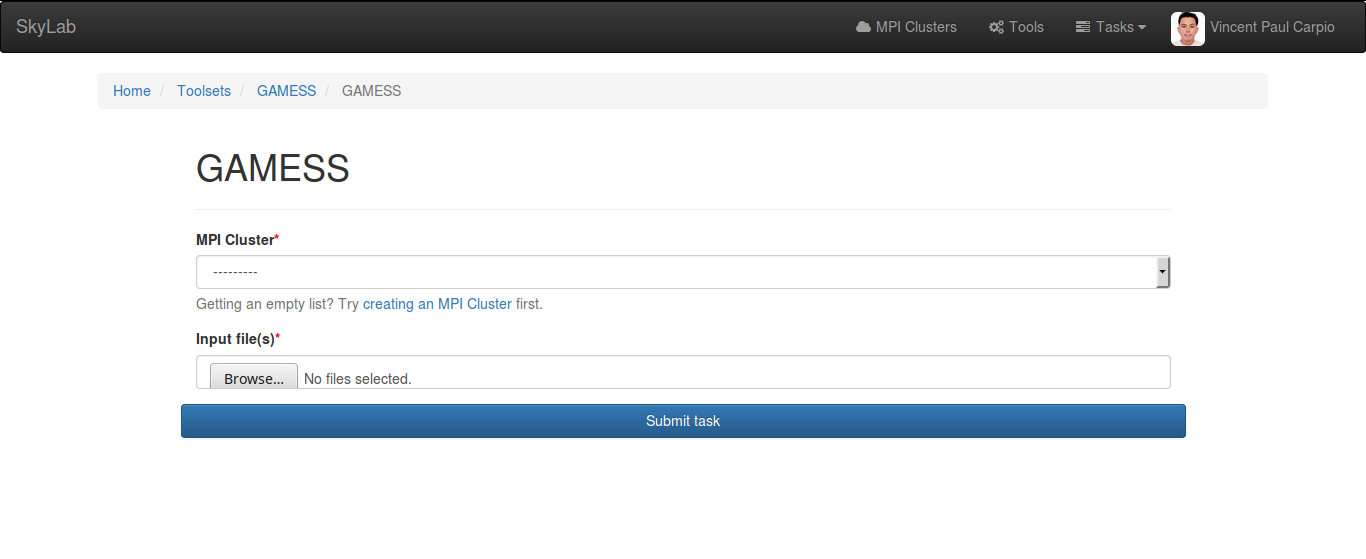 SkyLab MPI Clusters Tools Tasks Vincent Paul Carpio
Home / Toolsets / GAMESS / GAMESS
GAMESS
MPI Cluster*
---------
Getting an empty list? Try creating an MPI Cluster first.
Input file(s)*
Browse... No files selected.
Submit task